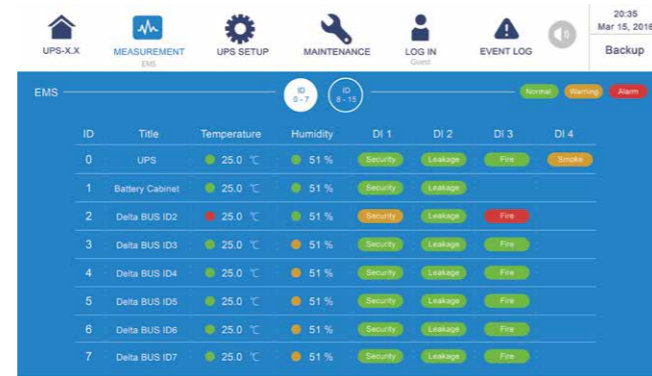 20:35
Mar 15, 2016
UPS-X.X MEASUREMENT UPS SETUP MAINTENANCE LOG IN EVENT LOG Backup
EMS Guest
EMS ID 0 - 7 ID 8 - 15 Normal Warning Alarm
ID Title Temperature Humidity DI 1 DI 2 DI 3 DI 4
0 UPS 25.0 ℃ 51 % Security Leakage Fire Smoke
1 Battery Cabinet 25.0 ℃ 51 % Security Leakage
2 Delta BUS ID2 25.0 ℃ 51 % Security Leakage Fire
3 Delta BUS ID3 25.0 ℃ 51 % Security Leakage Fire
4 Delta BUS ID4 25.0 ℃ 51 % Security Leakage Fire
5 Delta BUS ID5 25.0 ℃ 51 % Security Leakage Fire
6 Delta BUS ID6 25.0 ℃ 51 % Security Leakage Fire
7 Delta BUS ID7 25.0 ℃ 51 % Security Leakage Fire